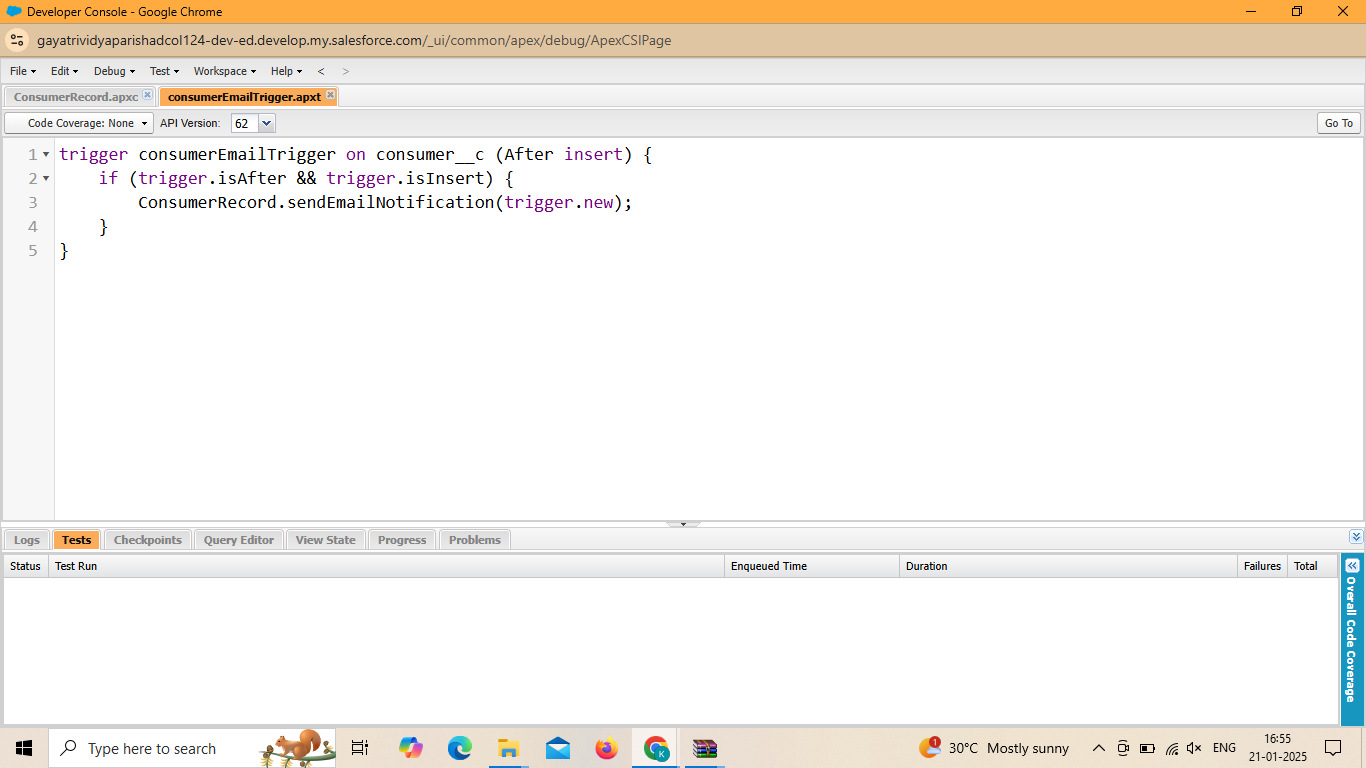 Developer Console - Google Chrome
gayatrividyaparishadcol124-dev-ed.develop.my.salesforce.com/_ui/common/apex/debug/ApexCSIPage
File Edit Debug Test Workspace Help < >
ConsumerRecord.apxc consumerEmailTrigger.apxt
Code Coverage: None API Version: 62 Go To
1 trigger consumerEmailTrigger on consumer__c (After insert) {
2 if (trigger.isAfter && trigger.isInsert) {
3 ConsumerRecord.sendEmailNotification(trigger.new);
4 }
5 }
Logs Tests Checkpoints Query Editor View State Progress Problems
Status Test Run Enqueued Time Duration Failures Total
Overall Code Coverage
Type here to search
1 30°C Mostly sunny ENG 16:55
21-01-2025